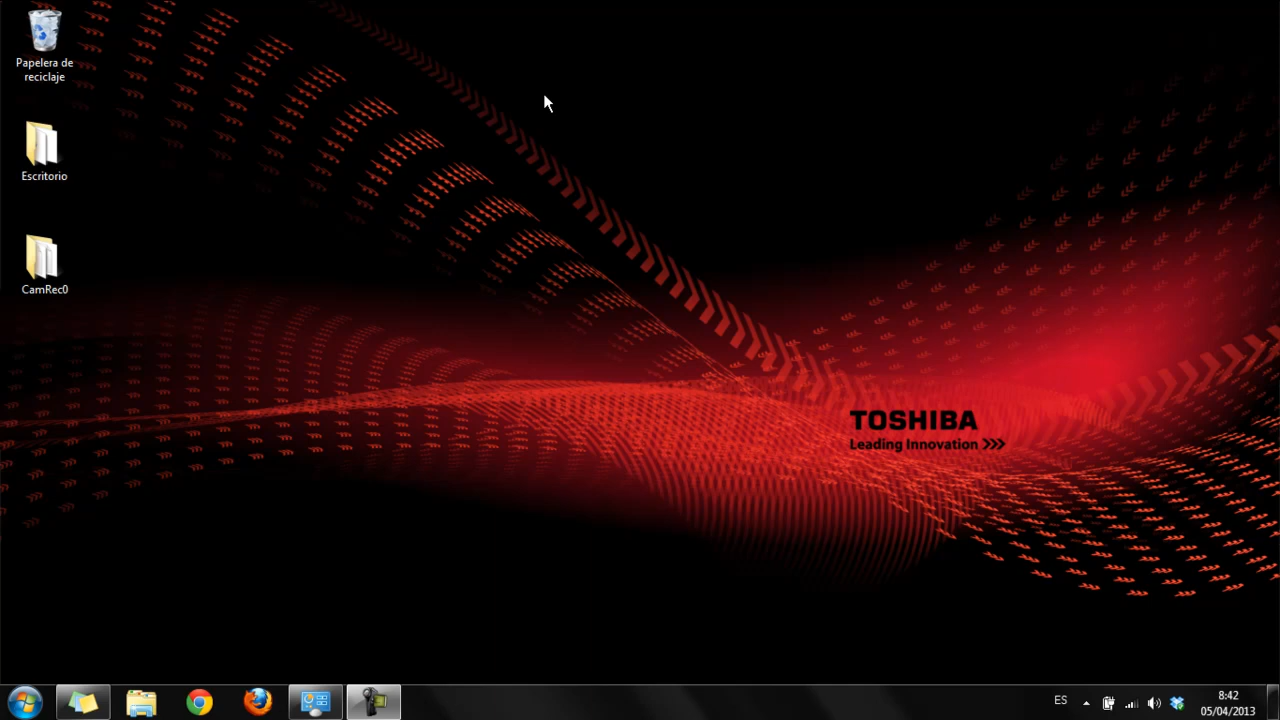 Papelera de
reciclaje
Escritorio
CamRec0
TOSHIBA
Leading Innovation >>>
ES
8:42
05/04/2013